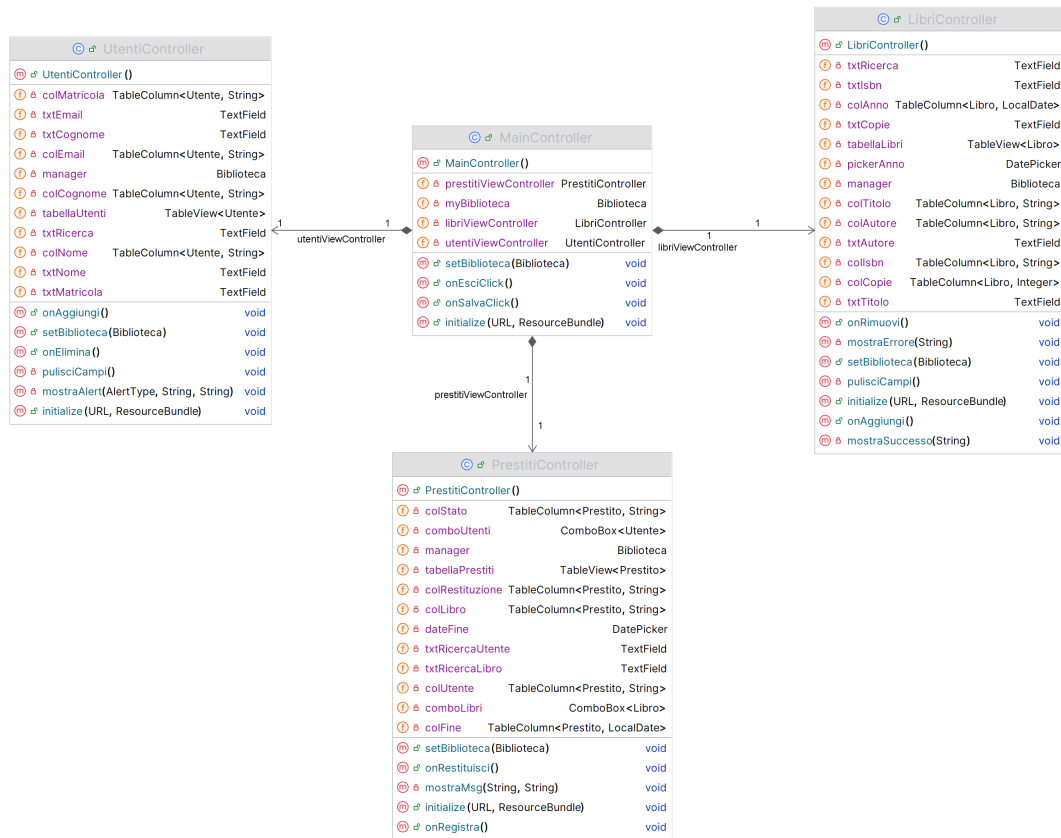 UtentiController
UtentiController()
colMatricola TableColumn<Utente, String>
txtEmail TextField
txtCognome TextField
colEmail TableColumn<Utente, String>
manager Biblioteca
colCognome TableColumn<Utente, String>
tabellaUtenti TableView<Utente>
txtRicerca TextField
colNome TableColumn<Utente, String>
txtNome TextField
txtMatricola TextField
onAggiungi() void
setBiblioteca(Biblioteca) void
onElimina() void
pulisciCampi() void
mostraAlert(AlertType, String, String) void
initialize(URL, ResourceBundle) void
1 1
utentiViewController
MainController
MainController()
prestitiViewController PrestitiController
myBiblioteca Biblioteca
libriViewController LibriController
utentiViewController UtentiController
setBiblioteca(Biblioteca) void
onEsciClick() void
onSalvaClick() void
initialize(URL, ResourceBundle) void
1
1
libriViewController
LibriController
LibriController()
txtRicerca TextField
txtIsbn TextField
colAnno TableColumn<Libro, LocalDate>
txtCopie TextField
tabellaLibri TableView<Libro>
pickerAnno DatePicker
manager Biblioteca
colTitolo TableColumn<Libro, String>
colAutore TableColumn<Libro, String>
txtAutore TextField
colIsbn TableColumn<Libro, String>
colCopie TableColumn<Libro, Integer>
txtTitolo TextField
onRimuovi() void
mostraErrore(String) void
setBiblioteca(Biblioteca) void
pulisciCampi() void
initialize(URL, ResourceBundle) void
onAggiungi() void
mostraSuccesso(String) void
1
prestitiViewController
1
PrestitiController
PrestitiController()
colStato TableColumn<Prestito, String>
comboUtenti ComboBox<Utente>
manager Biblioteca
tabellaPrestiti TableView<Prestito>
colRestituzione TableColumn<Prestito, String>
colLibro TableColumn<Prestito, String>
dateFine DatePicker
txtRicercaUtente TextField
txtRicercaLibro TextField
colUtente TableColumn<Prestito, String>
comboLibri ComboBox<Libro>
colFine TableColumn<Prestito, LocalDate>
setBiblioteca(Biblioteca) void
onRestituisci() void
mostraMsg(String, String) void
initialize(URL, ResourceBundle) void
onRegistra() void